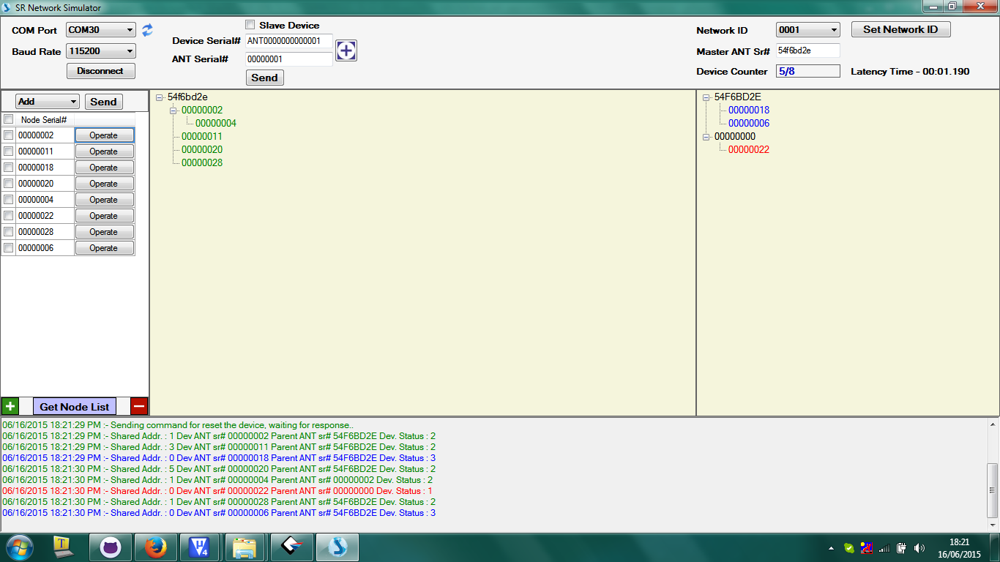 SR Network Simulator
COM Port COM30
Baud Rate 115200
Disconnect
Slave Device
Device Serial# ANT0000000000001
ANT Serial# 00000001
Send
Network ID 0001 Set Network ID
Master ANT Sr# 54f6bd2e
Device Counter 5/8 Latency Time - 00:01.190
Add Send
Node Serial#
00000002 Operate
00000011 Operate
00000018 Operate
00000020 Operate
00000004 Operate
00000022 Operate
00000028 Operate
00000006 Operate
Get Node List
54f6bd2e
00000002
00000004
00000011
00000020
00000028
54F6BD2E
00000018
00000006
00000000
00000022
06/16/2015 18:21:29 PM :- Sending command for reset the device, waiting for response..
06/16/2015 18:21:29 PM :- Shared Addr. : 1 Dev ANT sr# 00000002 Parent ANT sr# 54F6BD2E Dev. Status : 2
06/16/2015 18:21:29 PM :- Shared Addr. : 3 Dev ANT sr# 00000011 Parent ANT sr# 54F6BD2E Dev. Status : 2
06/16/2015 18:21:29 PM :- Shared Addr. : 0 Dev ANT sr# 00000018 Parent ANT sr# 54F6BD2E Dev. Status : 3
06/16/2015 18:21:30 PM :- Shared Addr. : 5 Dev ANT sr# 00000020 Parent ANT sr# 54F6BD2E Dev. Status : 2
06/16/2015 18:21:30 PM :- Shared Addr. : 1 Dev ANT sr# 00000004 Parent ANT sr# 00000002 Dev. Status : 2
06/16/2015 18:21:30 PM :- Shared Addr. : 0 Dev ANT sr# 00000022 Parent ANT sr# 00000000 Dev. Status : 1
06/16/2015 18:21:30 PM :- Shared Addr. : 1 Dev ANT sr# 00000028 Parent ANT sr# 54F6BD2E Dev. Status : 2
06/16/2015 18:21:30 PM :- Shared Addr. : 0 Dev ANT sr# 00000006 Parent ANT sr# 54F6BD2E Dev. Status : 3
T
μ4
18:21
16/06/2015